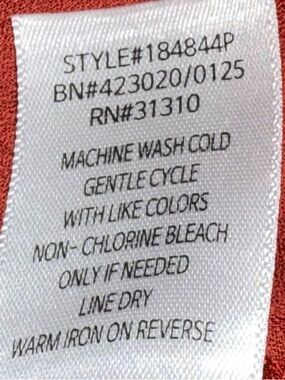 STYLE#184844P
BN#423020/0125
RN#31310
MACHINE WASH COLD
GENTLE CYCLE
WITH LIKE COLORS
NON-CHLORINE BLEACH
ONLY IF NEEDED
LINE DRY
WARM IRON ON REVERSE